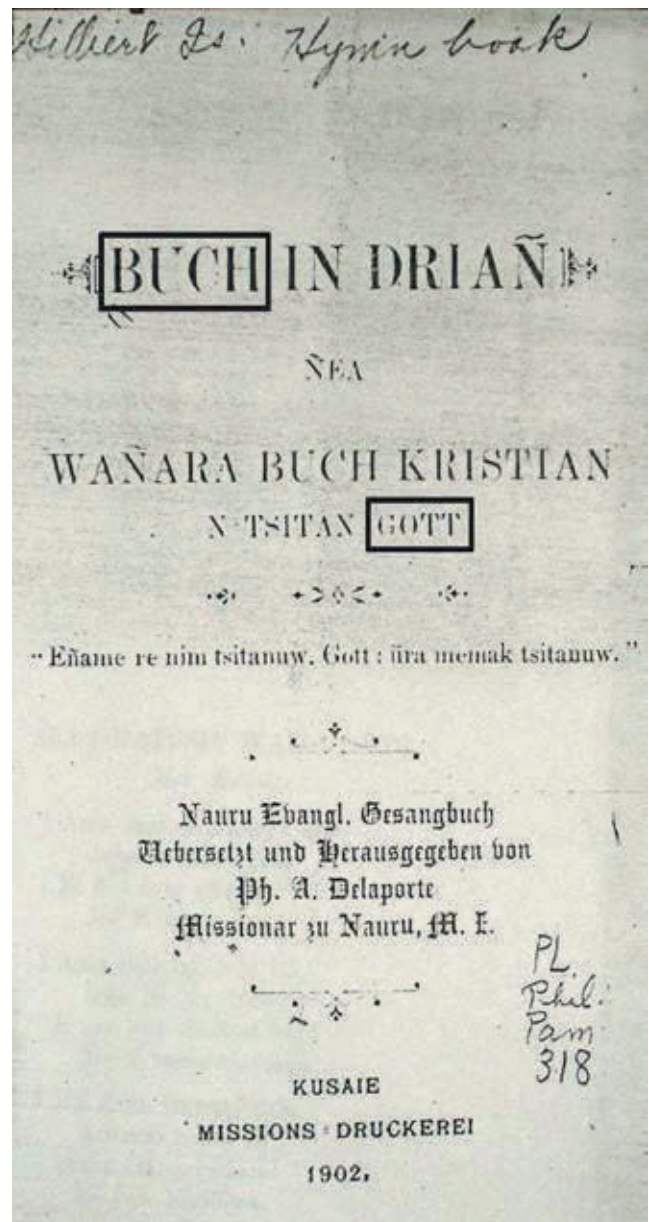 Gilbert Is: Hymn book
BUCH IN DRIAÑ
ÑEA
WAÑARA BUCH KRISTIAN
N TSITAN GOTT
"Eñame re nim tsitanuw. Gott : üra memak tsitanuw."
Nauru Evangl. Gesangbuch
Uebersetzt und Herausgegeben von
Ph. A. Delaporte
Missionar zu Nauru, M. I.
PL.
Phil.
Pam
318
KUSAIE
MISSIONS=DRUCKEREI
1902,